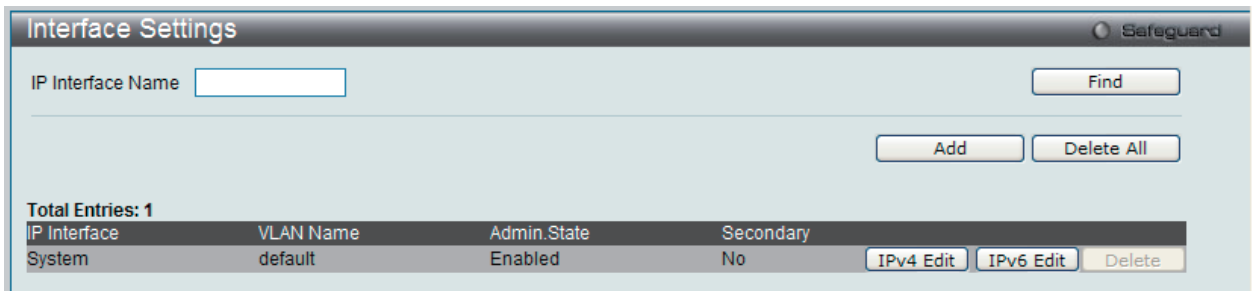 Interface Settings Safeguard
IP Interface Name Find
Add Delete All
Total Entries: 1
IP Interface VLAN Name Admin.State Secondary
System default Enabled No IPv4 Edit IPv6 Edit Delete